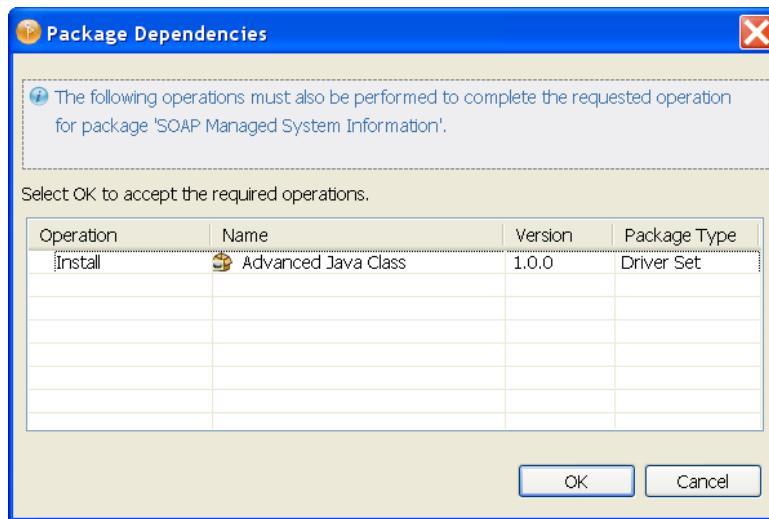 Package Dependencies
The following operations must also be performed to complete the requested operation
for package 'SOAP Managed System Information'.
Select OK to accept the required operations.
Operation Name Version Package Type
Install Advanced Java Class 1.0.0 Driver Set
OK Cancel